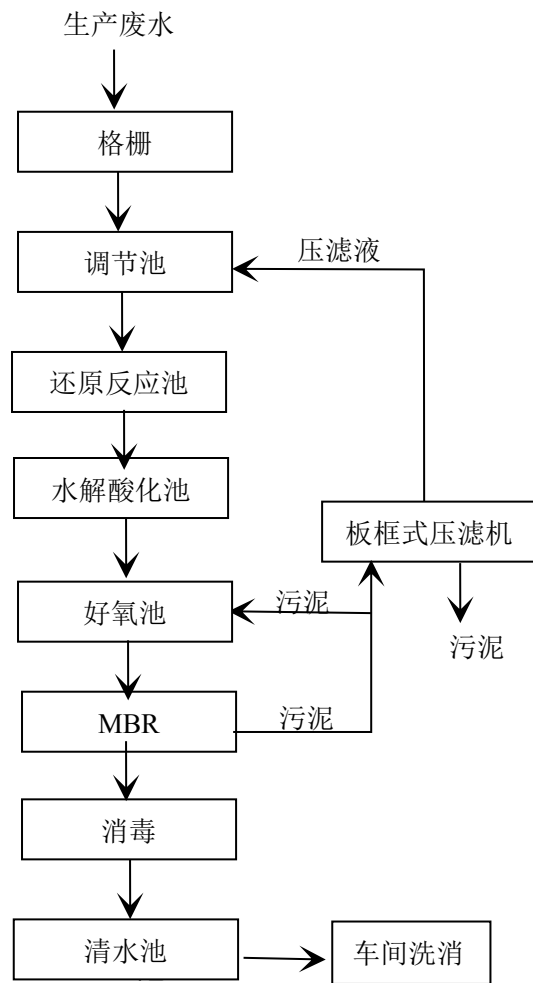 生产废水
格栅
调节池
压滤液
还原反应池
水解酸化池
板框式压滤机
好氧池
污泥
污泥
MBR
污泥
消毒
清水池
车间洗消